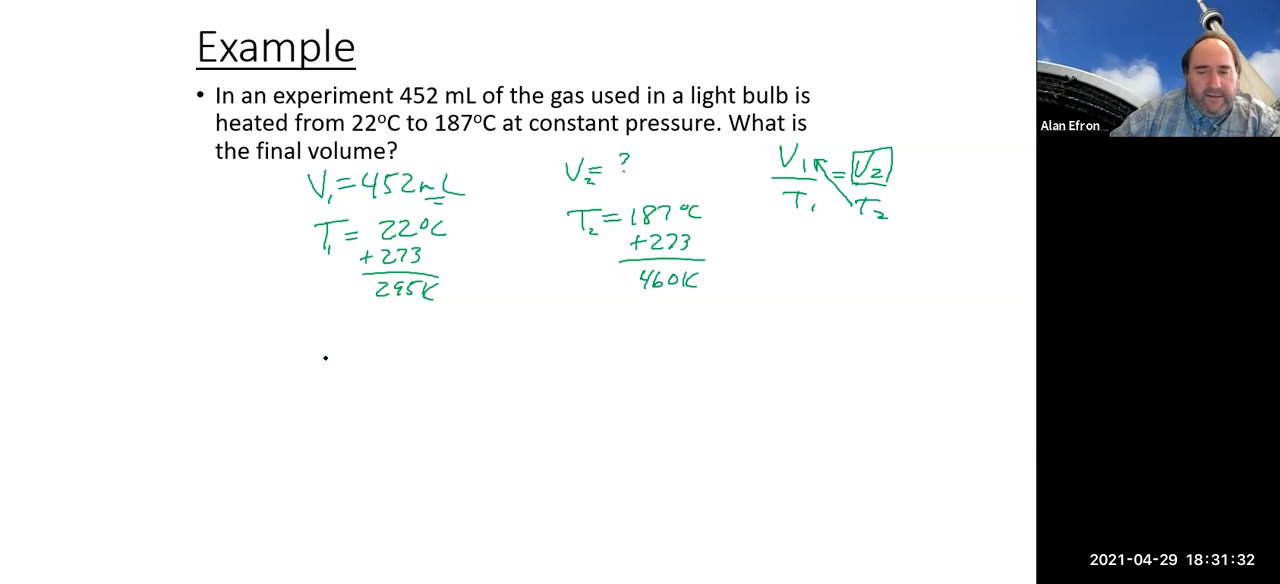 Example
• In an experiment 452 mL of the gas used in a light bulb is
heated from 22°C to 187°C at constant pressure. What is
the final volume?
V₁ = 452mL
T₁ = 22°C
+273
295K
V₂ = ?
T₂ = 187°C
+273
460K
V₁/T₁ = V₂/T₂
Alan Efron
2021-04-29 18:31:32